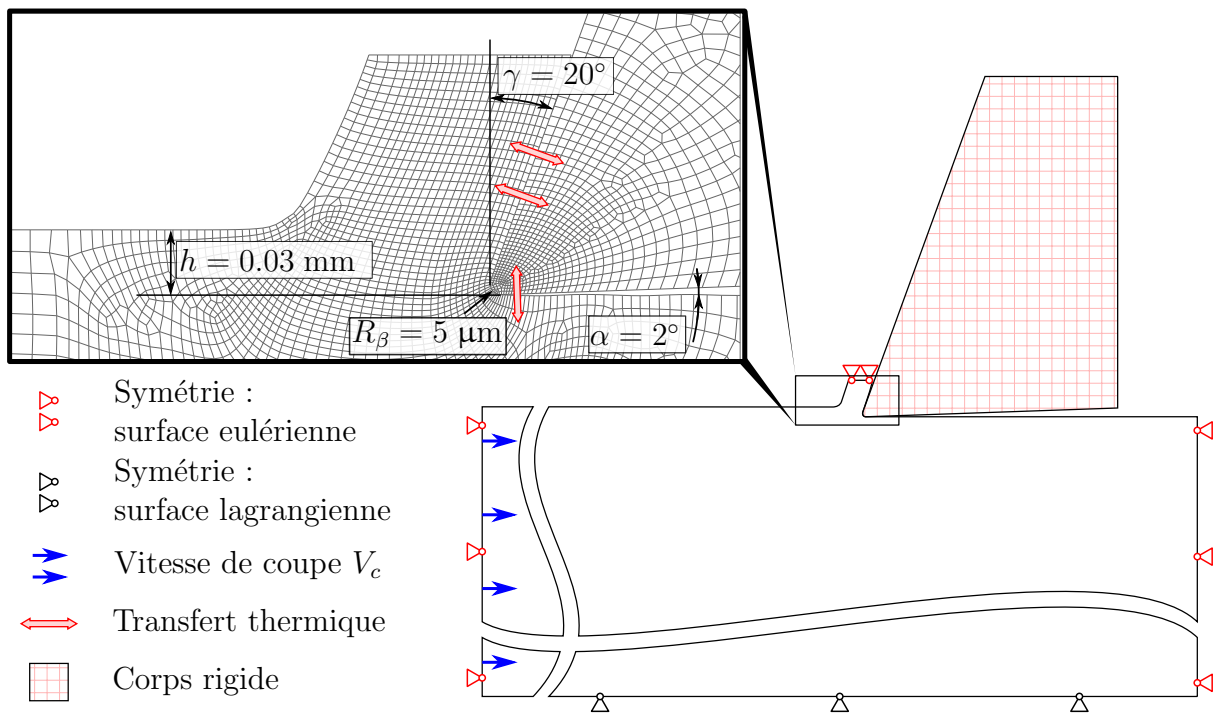 γ = 20°
h = 0.03 mm
R_β = 5 µm
α = 2°
Symétrie :
surface eulérienne
Symétrie :
surface lagrangienne
Vitesse de coupe V_c
Transfert thermique
Corps rigide